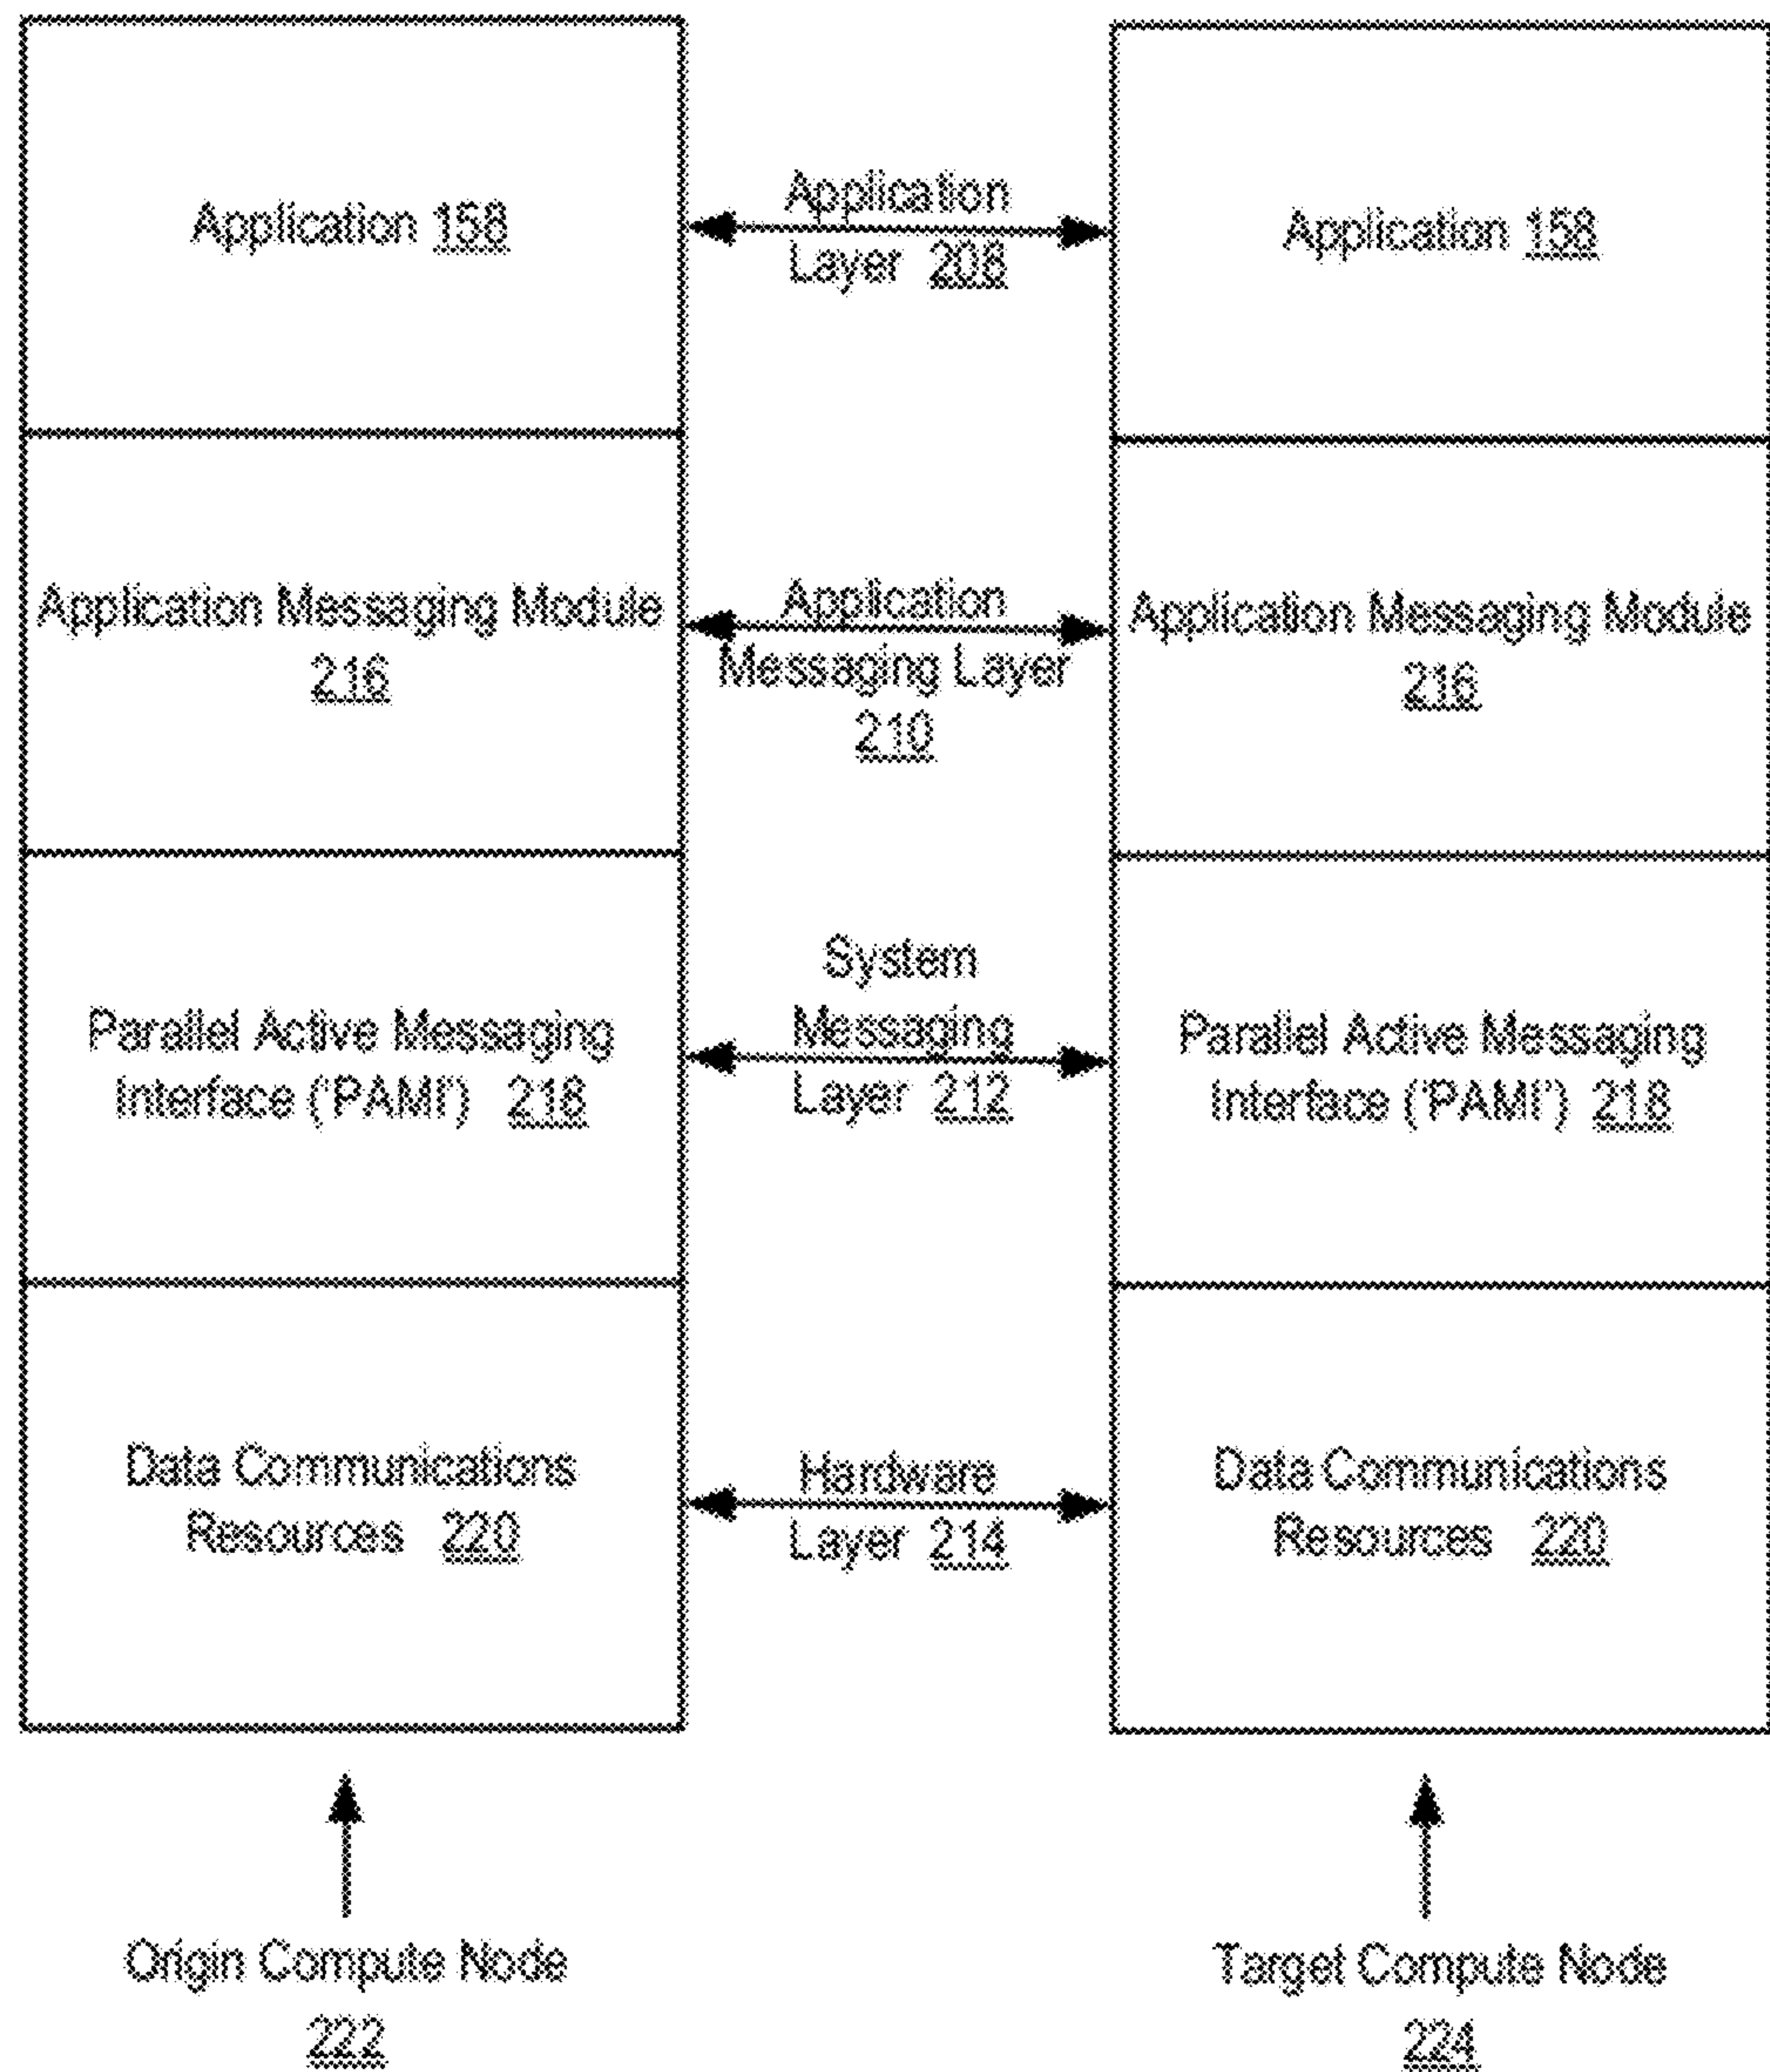 Application 158
Application
Layer 208
Application 158
Application Messaging Module
216
Application
Messaging Layer
210
Application Messaging Module
216
Parallel Active Messaging
Interface ('PAMI') 218
System
Messaging
Layer 212
Parallel Active Messaging
Interface ('PAMI') 218
Data Communications
Resources 220
Hardware
Layer 214
Data Communications
Resources 220
Origin Compute Node
222
Target Compute Node
224